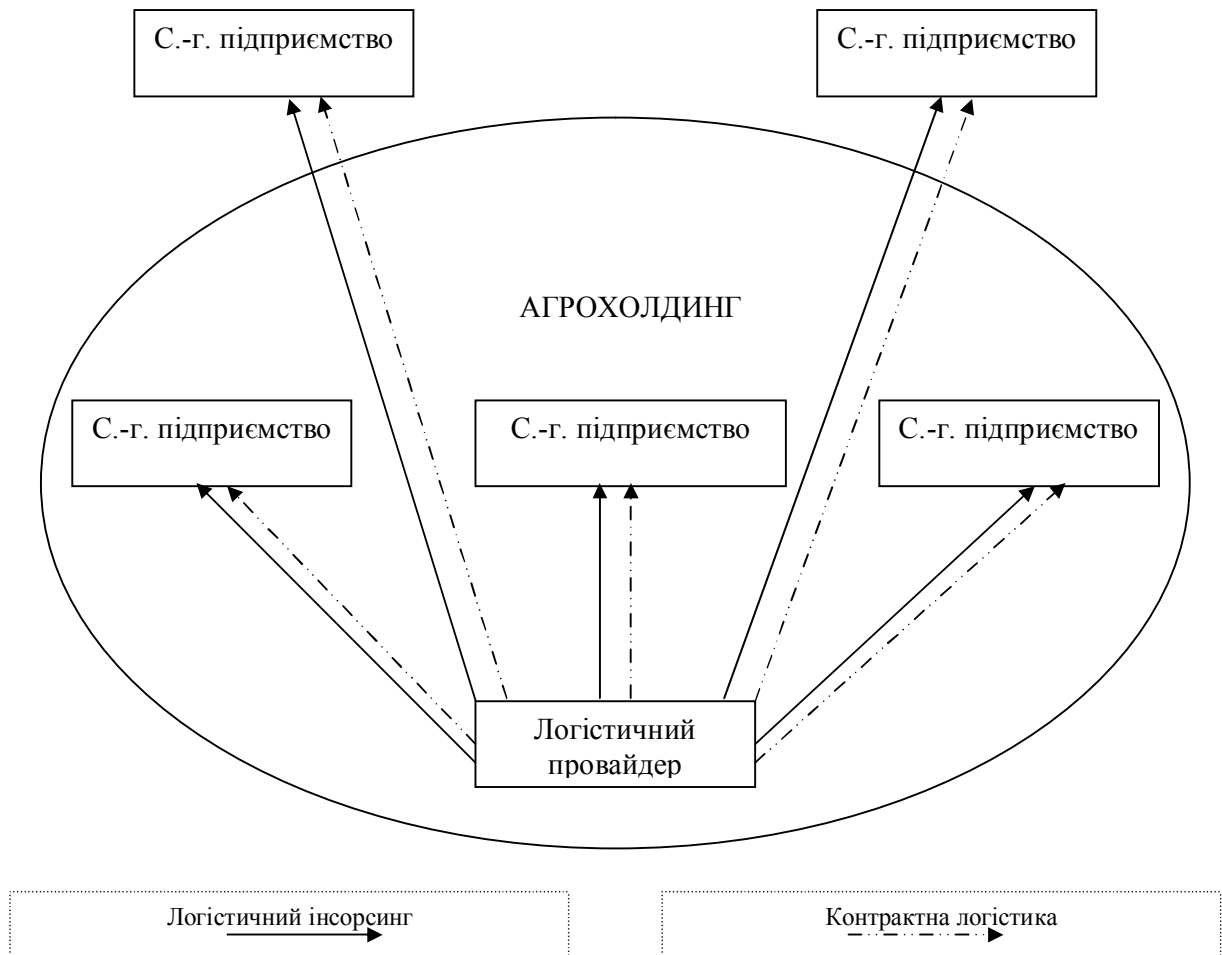 С.-г. підприємство
С.-г. підприємство
АГРОХОЛДИНГ
С.-г. підприємство
С.-г. підприємство
С.-г. підприємство
Логістичний
провайдер
Логістичний інсорсинг
Контрактна логістика